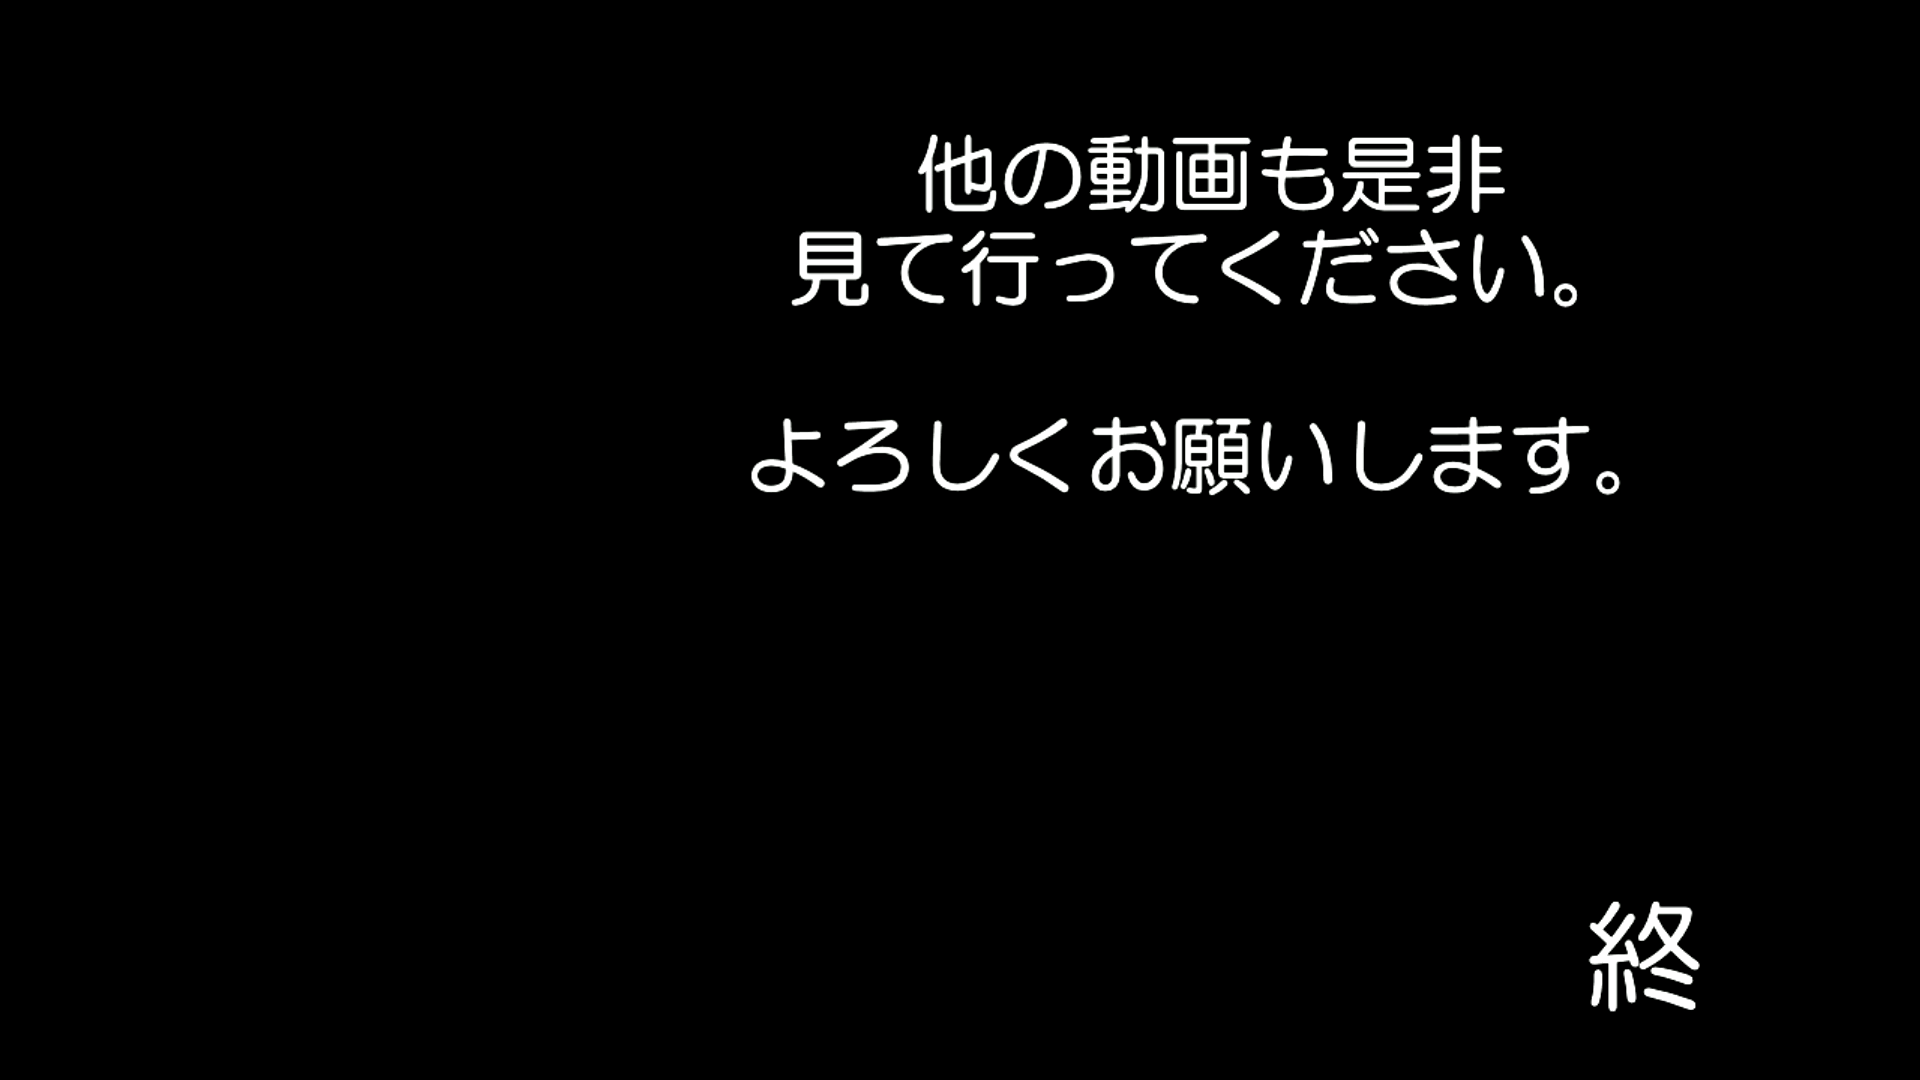 他の動画も是非
見て行ってください。
よろしくお願いします。
終